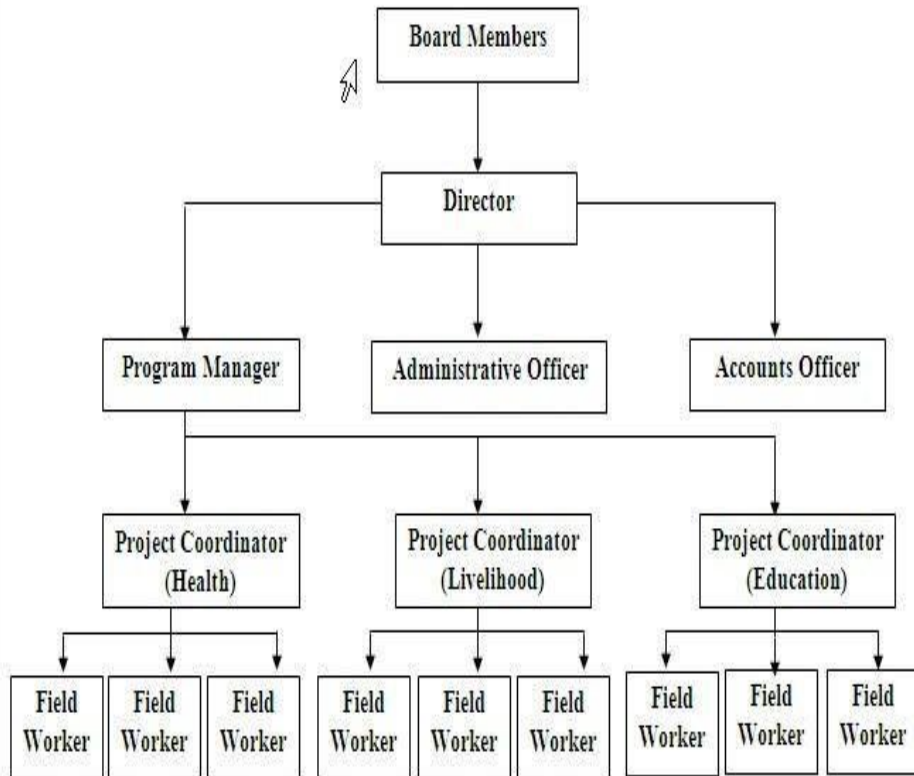 Board Members
Director
Program Manager
Administrative Officer
Accounts Officer
Project Coordinator
(Health)
Project Coordinator
(Livelihood)
Project Coordinator
(Education)
Field
Worker
Field
Worker
Field
Worker
Field
Worker
Field
Worker
Field
Worker
Field
Worker
Field
Worker
Field
Worker